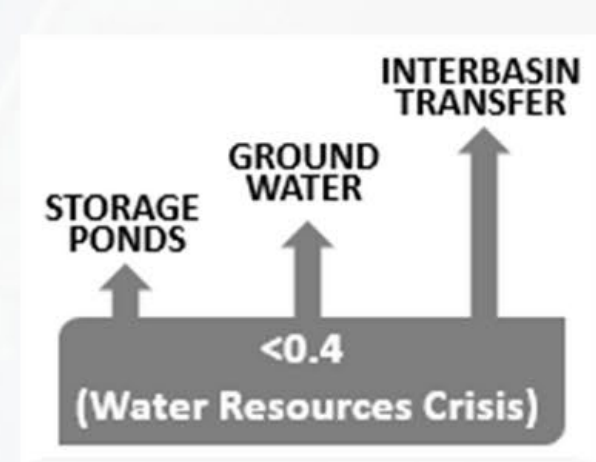 INTERBASIN
TRANSFER
GROUND
WATER
STORAGE
PONDS
<0.4
(Water Resources Crisis)